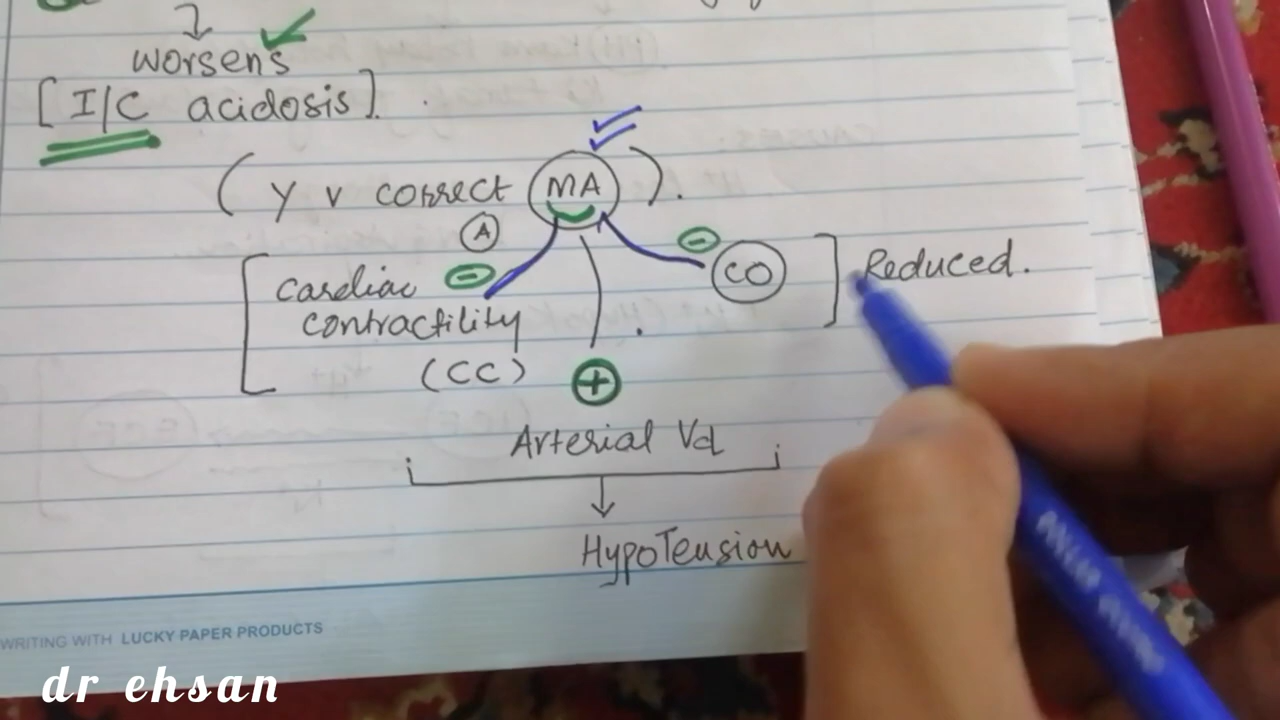 worsens
[I/C acidosis].
(Y v correct MA).
A
Cardiac - - CO ] Reduced.
contractility
(CC) +
Arterial Vd
↓
HypoTension
WRITING WITH LUCKY PAPER PRODUCTS
dr ehsan